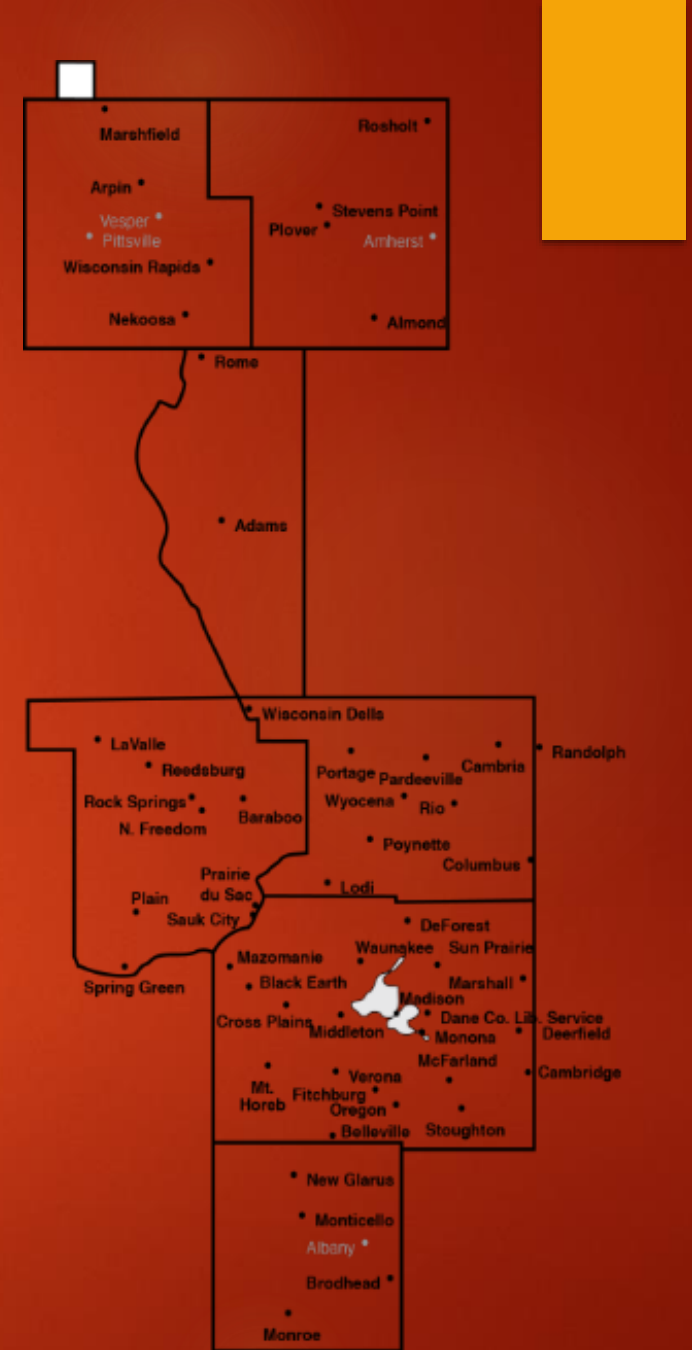 Marshfield
Rosholt
Arpin
Stevens Point
Vesper
Plover
Pittsville
Amherst
Wisconsin Rapids
Nekoosa
Almond
Rome
Adams
Wisconsin Dells
LaValle
Randolph
Reedsburg
Portage
Pardeeville
Cambria
Rock Springs
Wyocena
Rio
N. Freedom
Baraboo
Poynette
Columbus
Prairie
du Sac
Lodi
Plain
Sauk City
DeForest
Waunakee
Sun Prairie
Mazomanie
Spring Green
Black Earth
Marshall
Madison
Cross Plains
Dane Co. Lib. Service
Middleton
Monona
Deerfield
McFarland
Cambridge
Verona
Mt.
Horeb
Fitchburg
Oregon
Belleville
Stoughton
New Glarus
Monticello
Albany
Brodhead
Monroe